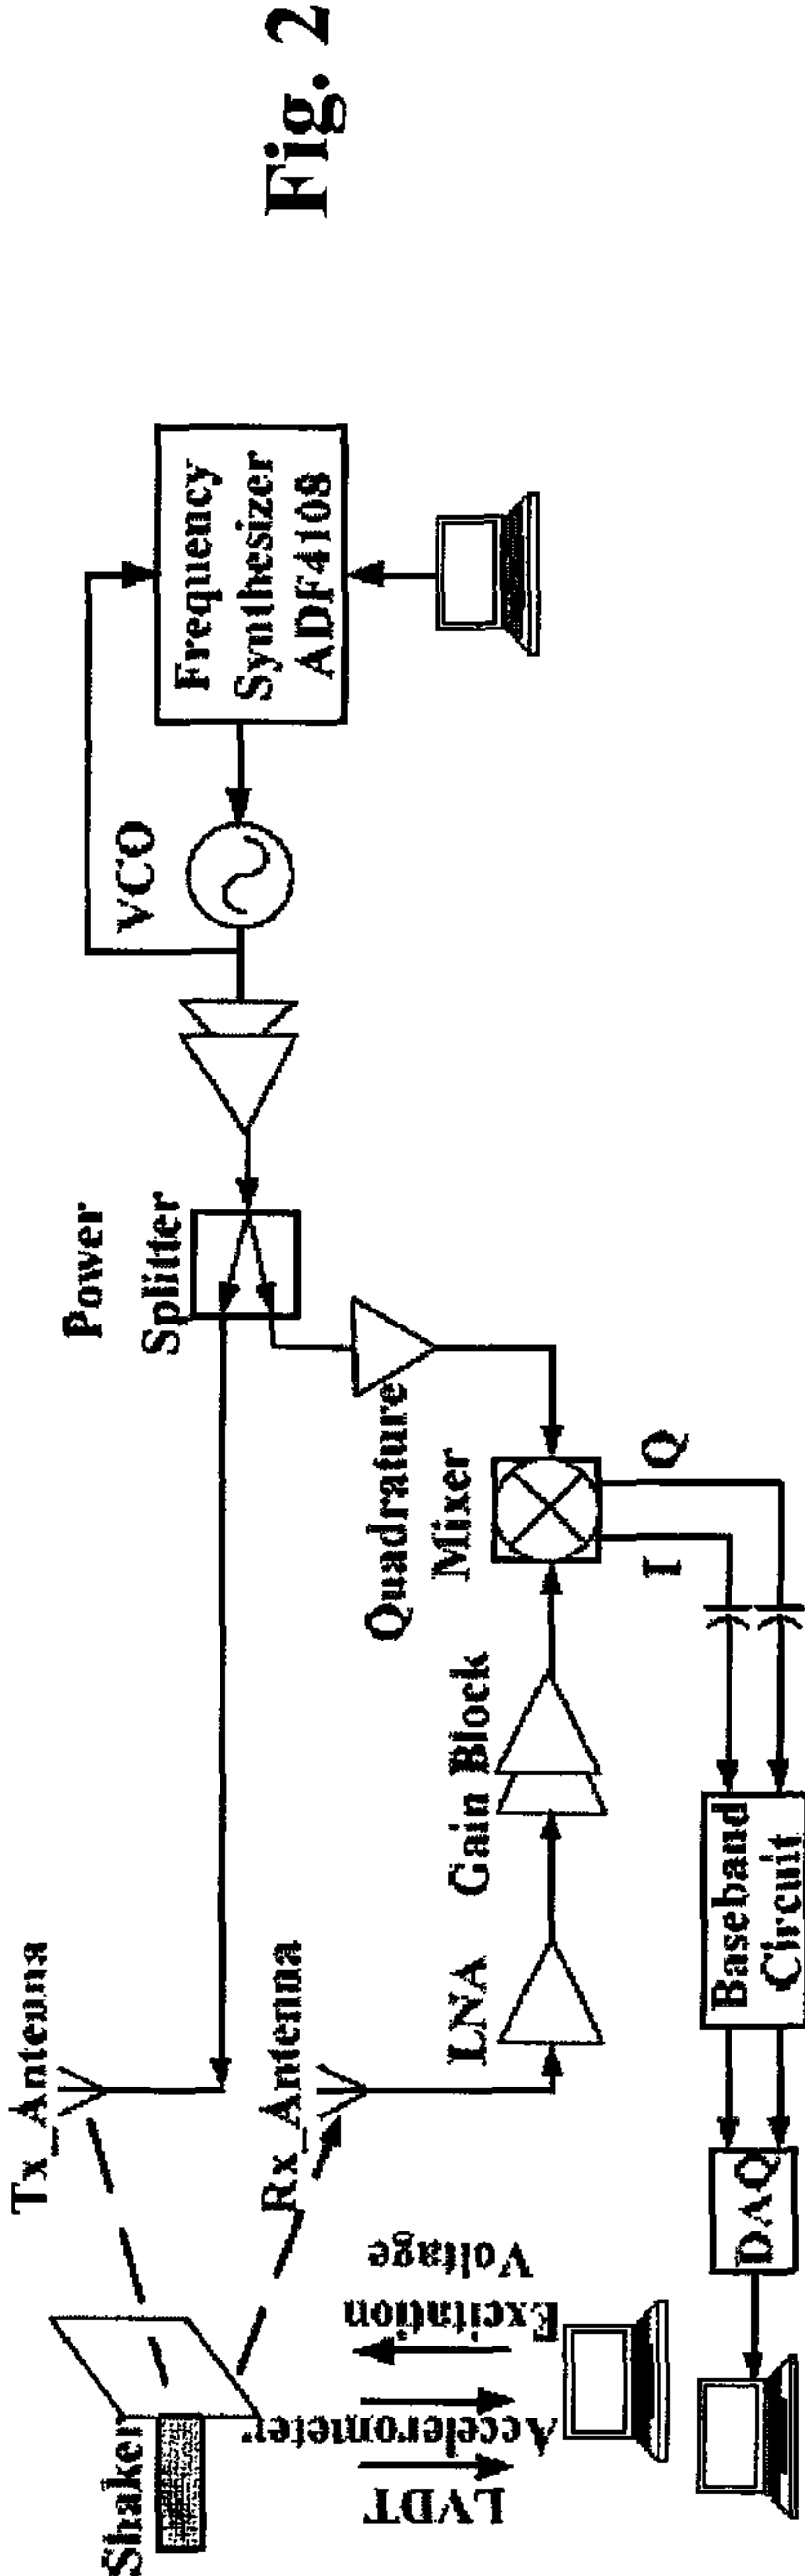 Shaker
Tx_Antenna
Rx_Antenna
LVDT
Accelerometer
Excitation
Voltage
LNA
Gain Block
Quadrature
Mixer
I
Q
Power
Splitter
VCO
Frequency
Synthesizer
ADF4108
Baseband
Circuit
DAQ
Fig. 2